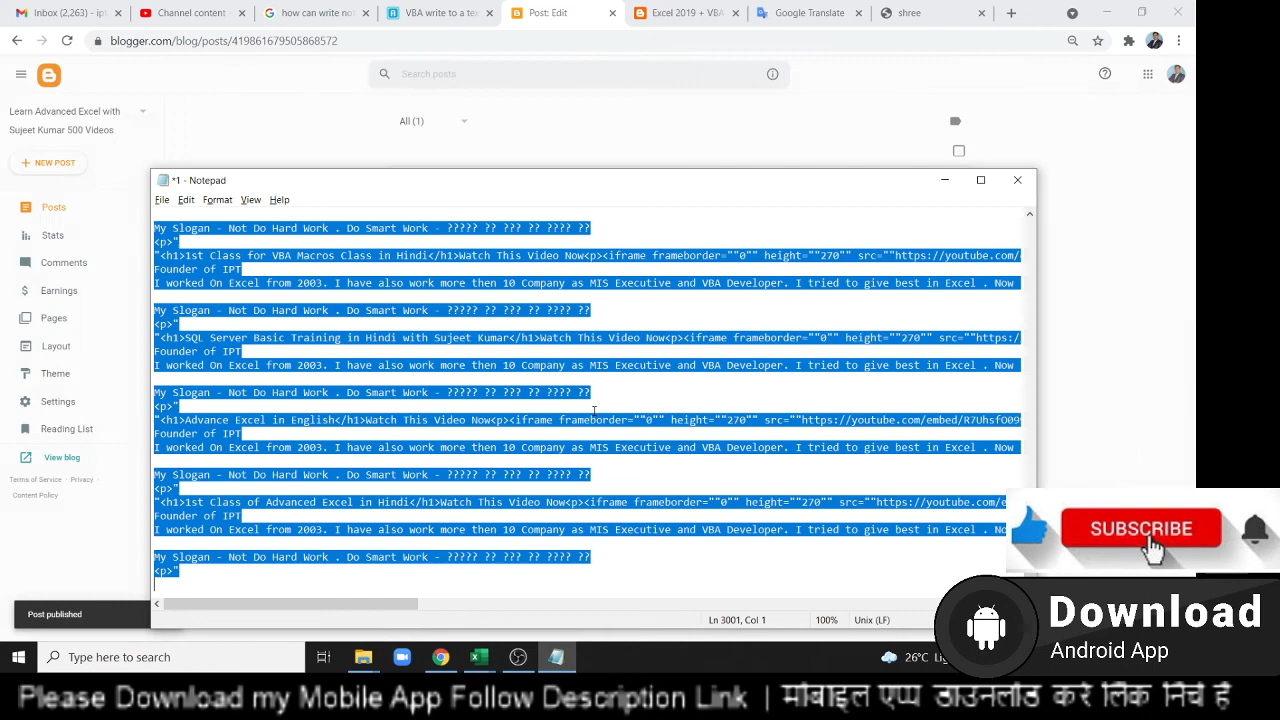 Inbox (2,263) - ipt
Channel content -
how can write not
VBA write to a tex
Post: Edit
Excel 2019 + VBA
Google Translate
shree
blogger.com/blog/posts/419861679505868572
Search posts
Learn Advanced Excel with
Sujeet Kumar 500 Videos
All (1)
NEW POST
Posts
Stats
Comments
Earnings
Pages
Layout
Theme
Settings
Reading List
View blog
Terms of Service · Privacy ·
Content Policy
Post published
*1 - Notepad
File Edit Format View Help
My Slogan - Not Do Hard Work . Do Smart Work - ????? ?? ??? ?? ???? ??
<p>"
"<h1>1st Class for VBA Macros Class in Hindi</h1>Watch This Video Now<p><iframe frameborder=""0"" height=""270"" src=""https://youtube.com/
Founder of IPT
I worked On Excel from 2003. I have also work more then 10 Company as MIS Executive and VBA Developer. I tried to give best in Excel . Now
My Slogan - Not Do Hard Work . Do Smart Work - ????? ?? ??? ?? ???? ??
<p>"
"<h1>SQL Server Basic Training in Hindi with Sujeet Kumar</h1>Watch This Video Now<p><iframe frameborder=""0"" height=""270"" src=""https:/
Founder of IPT
I worked On Excel from 2003. I have also work more then 10 Company as MIS Executive and VBA Developer. I tried to give best in Excel . Now
My Slogan - Not Do Hard Work . Do Smart Work - ????? ?? ??? ?? ???? ??
<p>"
"<h1>Advance Excel in English</h1>Watch This Video Now<p><iframe frameborder=""0"" height=""270"" src=""https://youtube.com/embed/R7UhsfO09
Founder of IPT
I worked On Excel from 2003. I have also work more then 10 Company as MIS Executive and VBA Developer. I tried to give best in Excel . Now
My Slogan - Not Do Hard Work . Do Smart Work - ????? ?? ??? ?? ???? ??
<p>"
"<h1>1st Class of Advanced Excel in Hindi</h1>Watch This Video Now<p><iframe frameborder=""0"" height=""270"" src=""https://youtube.com/e
Founder of IPT
I worked On Excel from 2003. I have also work more then 10 Company as MIS Executive and VBA Developer. I tried to give best in Excel . No
My Slogan - Not Do Hard Work . Do Smart Work - ????? ?? ??? ?? ???? ??
<p>"
Ln 3001, Col 1 100% Unix (LF)
SUBSCRIBE
Download
Android App
Type here to search
26°C Lig
Please Download my Mobile App Follow Description Link | मोबाइल एप्प डाउनलोड करे लिंक निचे है